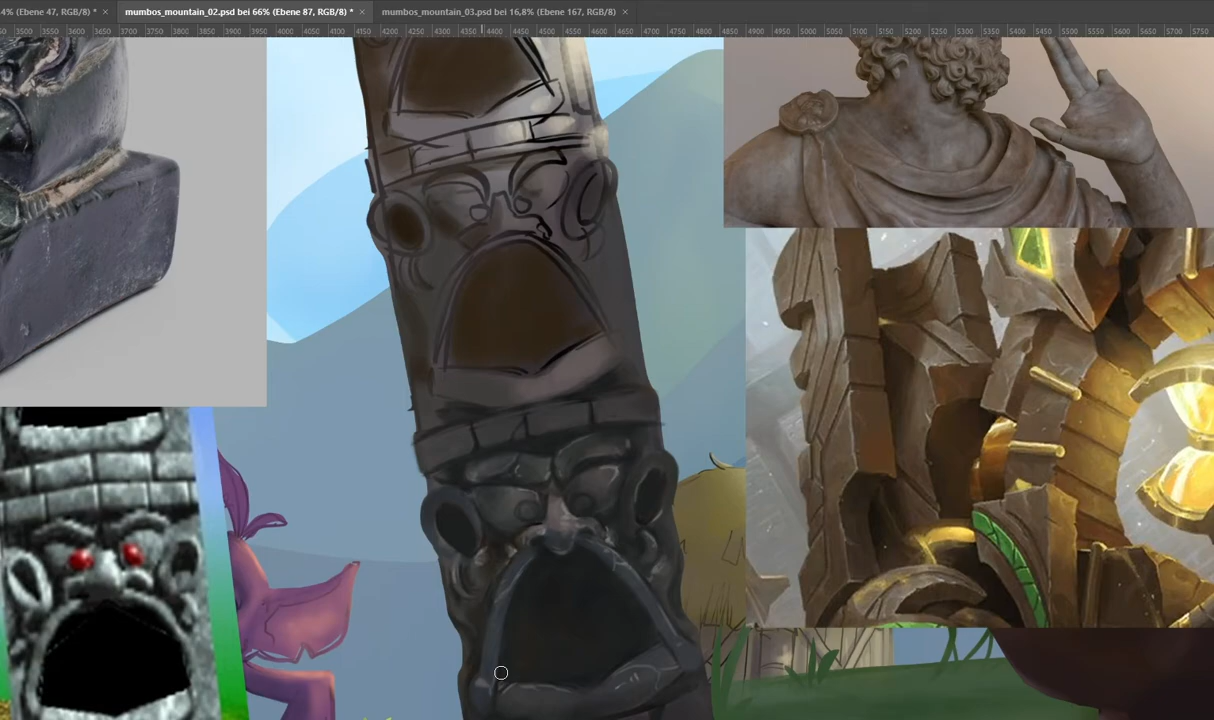 4% (Ebene 47, RGB/8) * × mumbos_mountain_02.psd bei 66% (Ebene 87, RGB/8) * × mumbos_mountain_03.psd bei 16,8% (Ebene 167, RGB/8) ×
3500 3550 3600 3650 3700 3750 3800 3850 3900 3950 4000 4050 4100 4150 4200 4250 4300 4350 4400 4450 4500 4550 4600 4650 4700 4750 4800 4850 4900 4950 5000 5050 5100 5150 5200 5250 5300 5350 5400 5450 5500 5550 5600 5650 5700 5750